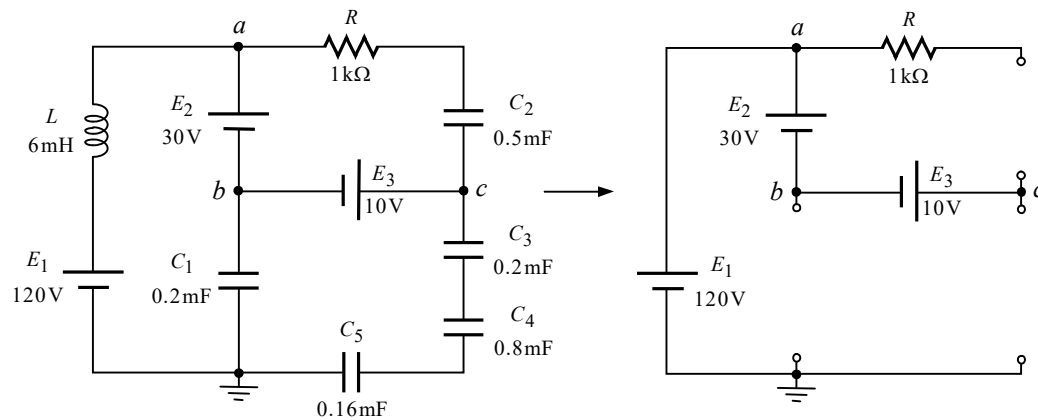 a
R
1kΩ
L
6mH
E2
30V
C2
0.5mF
b
E3
10V
c
E1
120V
C1
0.2mF
C3
0.2mF
C4
0.8mF
C5
0.16mF
a
R
1kΩ
E2
30V
b
E3
10V
E1
120V